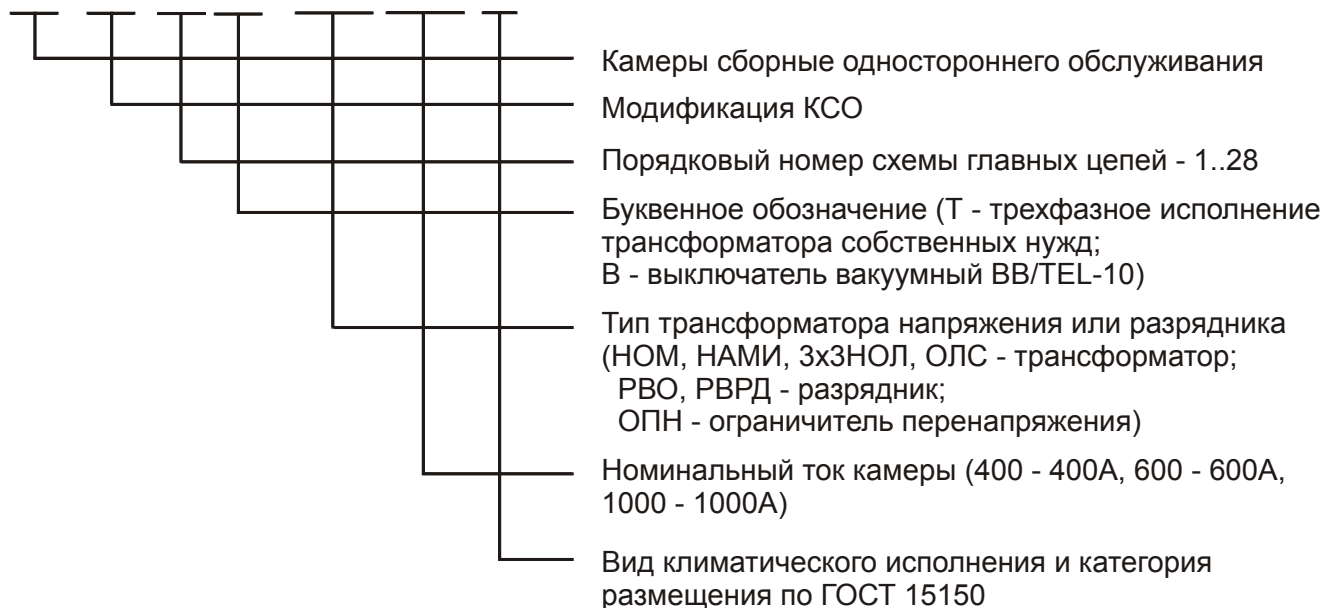 Камеры сборные одностороннего обслуживания
Модификация КСО
Порядковый номер схемы главных цепей - 1..28
Буквенное обозначение (Т - трехфазное исполнение
трансформатора собственных нужд;
В - выключатель вакуумный BB/TEL-10)
Тип трансформатора напряжения или разрядника
(НОМ, НАМИ, 3х3НОЛ, ОЛС - трансформатор;
РВО, РВРД - разрядник;
ОПН - ограничитель перенапряжения)
Номинальный ток камеры (400 - 400А, 600 - 600А,
1000 - 1000А)
Вид климатического исполнения и категория
размещения по ГОСТ 15150